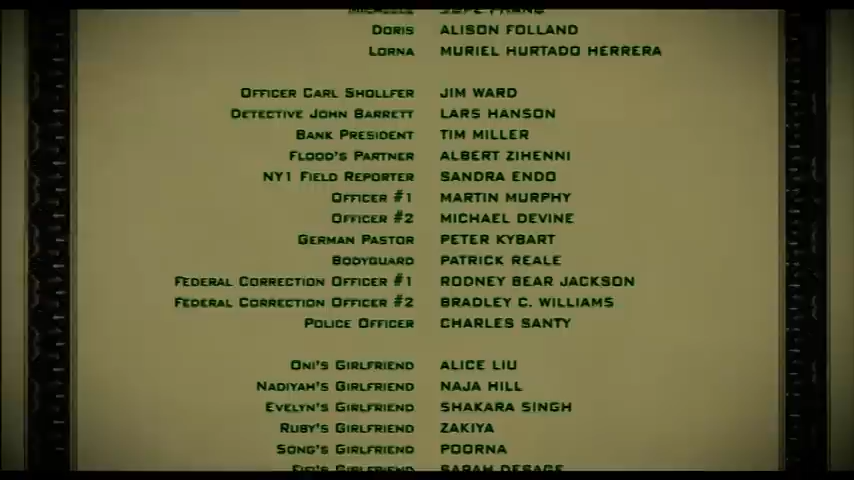 Doris ALISON FOLLAND
Lorna MURIEL HURTADO HERRERA
Officer Carl Shollfer JIM WARD
Detective John Barrett LARS HANSON
Bank President TIM MILLER
Flood's Partner ALBERT ZIHENNI
NY1 Field Reporter SANDRA ENDO
Officer #1 MARTIN MURPHY
Officer #2 MICHAEL DEVINE
German Pastor PETER KYBART
Bodyguard PATRICK REALE
Federal Correction Officer #1 RODNEY BEAR JACKSON
Federal Correction Officer #2 BRADLEY C. WILLIAMS
Police Officer CHARLES SANTY
Oni's Girlfriend ALICE LIU
Nadiyah's Girlfriend NAJA HILL
Evelyn's Girlfriend SHAKARA SINGH
Ruby's Girlfriend ZAKIYA
Song's Girlfriend POORNA
Girlfriend SARAH DESAGE